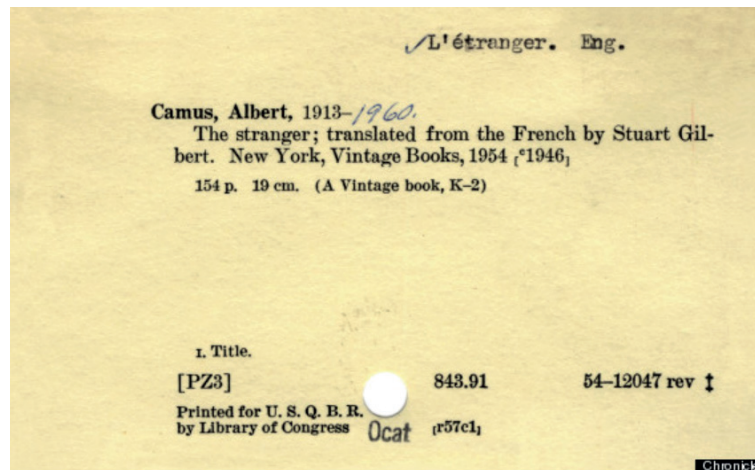 ✓L'étranger. Eng.
Camus, Albert, 1913–1960.
The stranger; translated from the French by Stuart Gil-
bert. New York, Vintage Books, 1954 [ᶜ1946]
154 p. 19 cm. (A Vintage book, K–2)
I. Title.
[PZ3] 843.91 54–12047 rev ‡
Printed for U. S. Q. B. R.
by Library of Congress Ocat [r57c1]